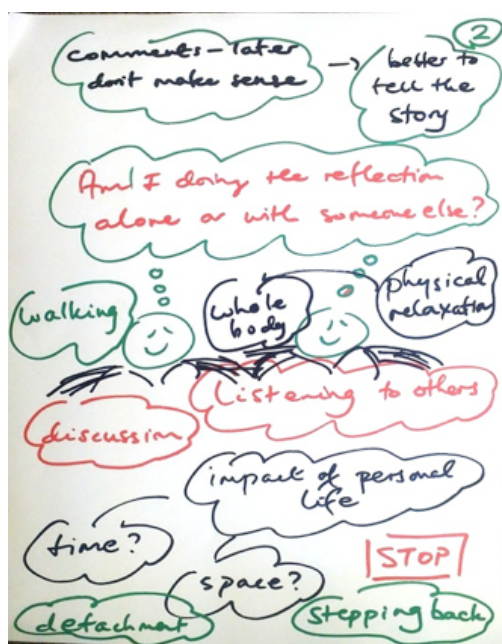 2
comments - later
don't make sense
→ better to
tell the
story
Am I doing the reflection
alone or with someone else?
walking
whole
body
physical
relaxation
Listening to others
discussion
impact of personal
life
time?
space?
STOP
detachment
stepping back